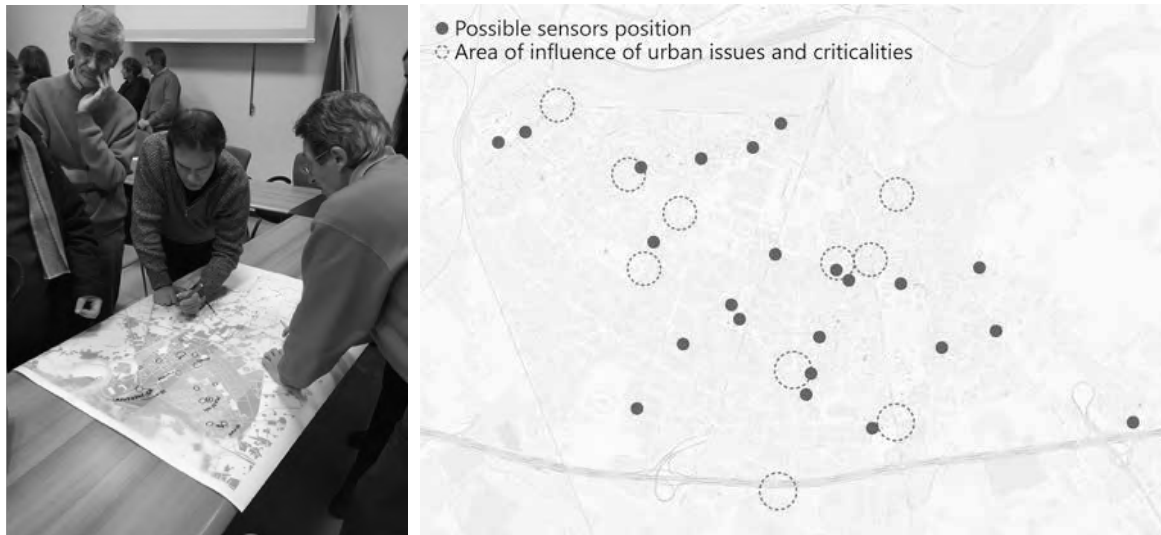 Possible sensors position
Area of influence of urban issues and criticalities